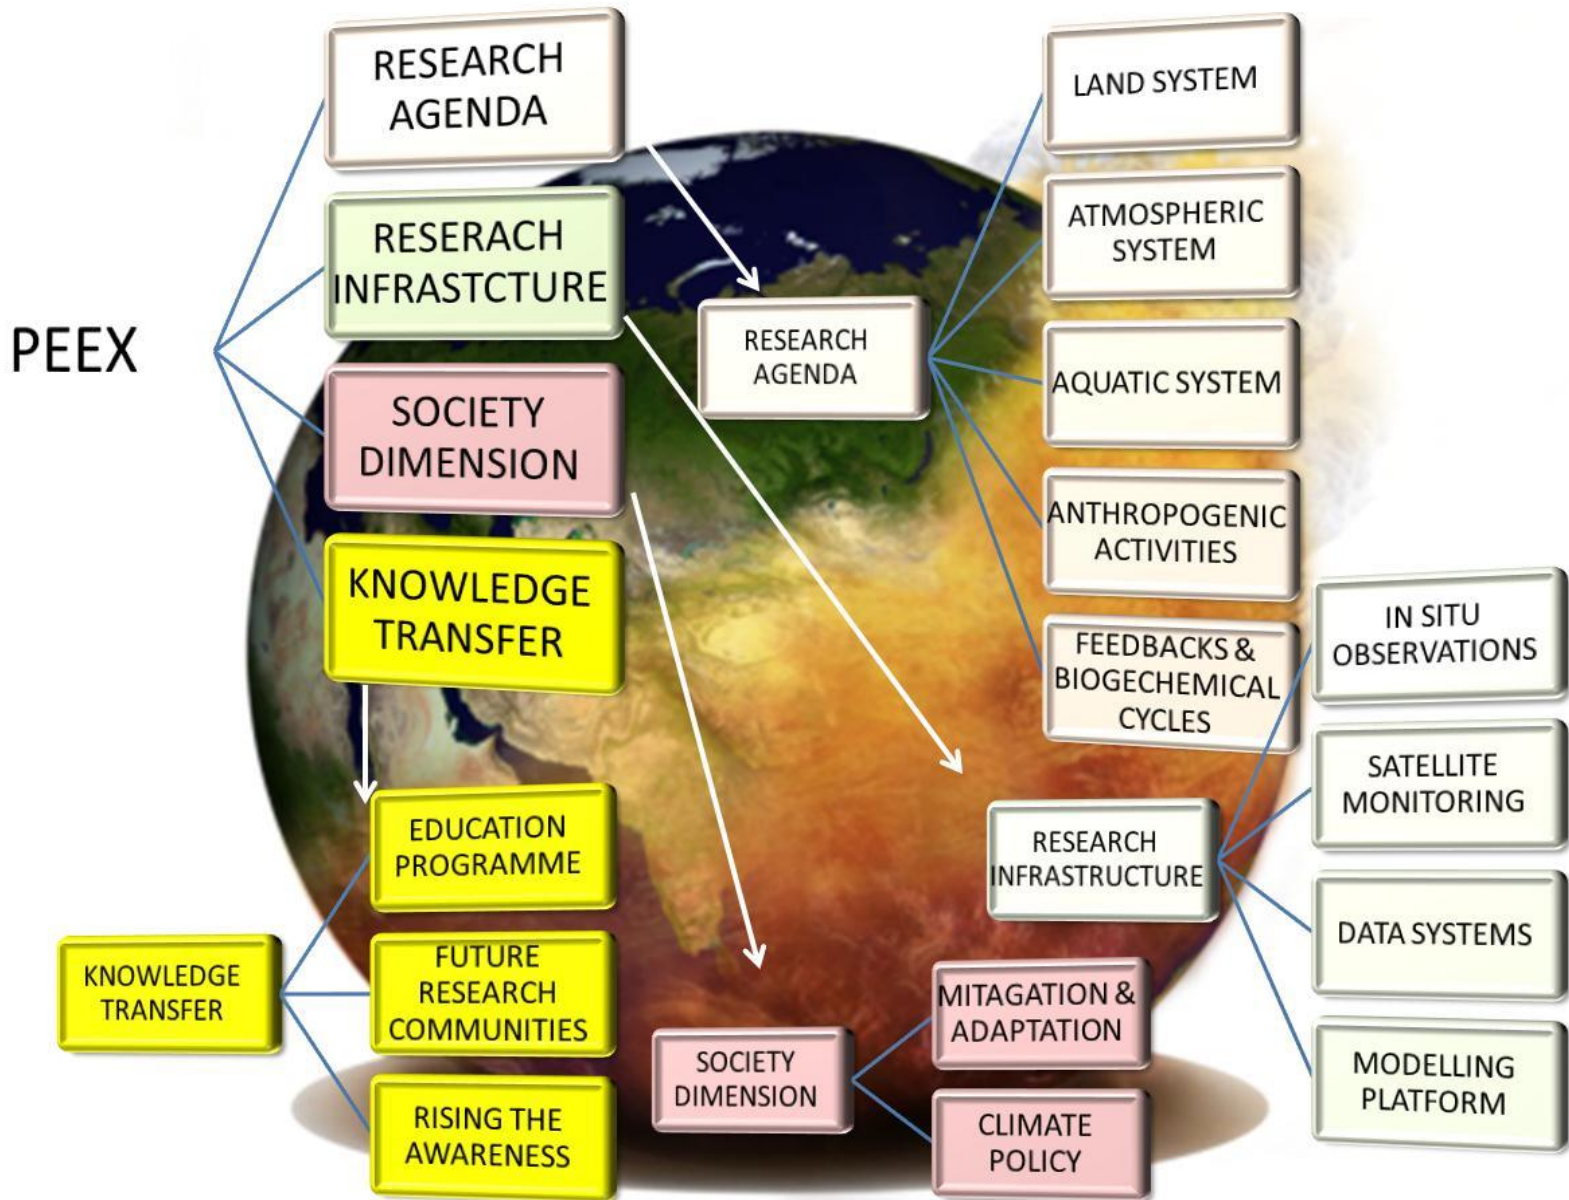 PEEX
RESEARCH
AGENDA
RESERACH
INFRASTCTURE
SOCIETY
DIMENSION
KNOWLEDGE
TRANSFER
RESEARCH
AGENDA
LAND SYSTEM
ATMOSPHERIC
SYSTEM
AQUATIC SYSTEM
ANTHROPOGENIC
ACTIVITIES
FEEDBACKS &
BIOGECHEMICAL
CYCLES
RESEARCH
INFRASTRUCTURE
IN SITU
OBSERVATIONS
SATELLITE
MONITORING
DATA SYSTEMS
MODELLING
PLATFORM
KNOWLEDGE
TRANSFER
EDUCATION
PROGRAMME
FUTURE
RESEARCH
COMMUNITIES
RISING THE
AWARENESS
SOCIETY
DIMENSION
MITAGATION &
ADAPTATION
CLIMATE
POLICY